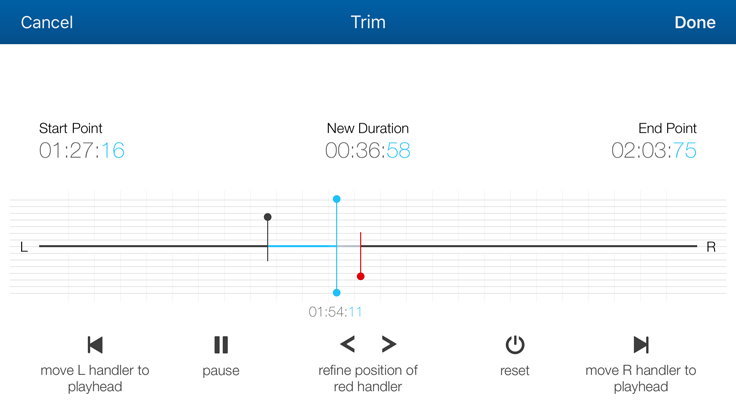 Cancel Trim Done
Start Point New Duration End Point
01:27:16 00:36:58 02:03:75
L R
01:54:11
move L handler to playhead
pause
refine position of red handler
reset
move R handler to playhead